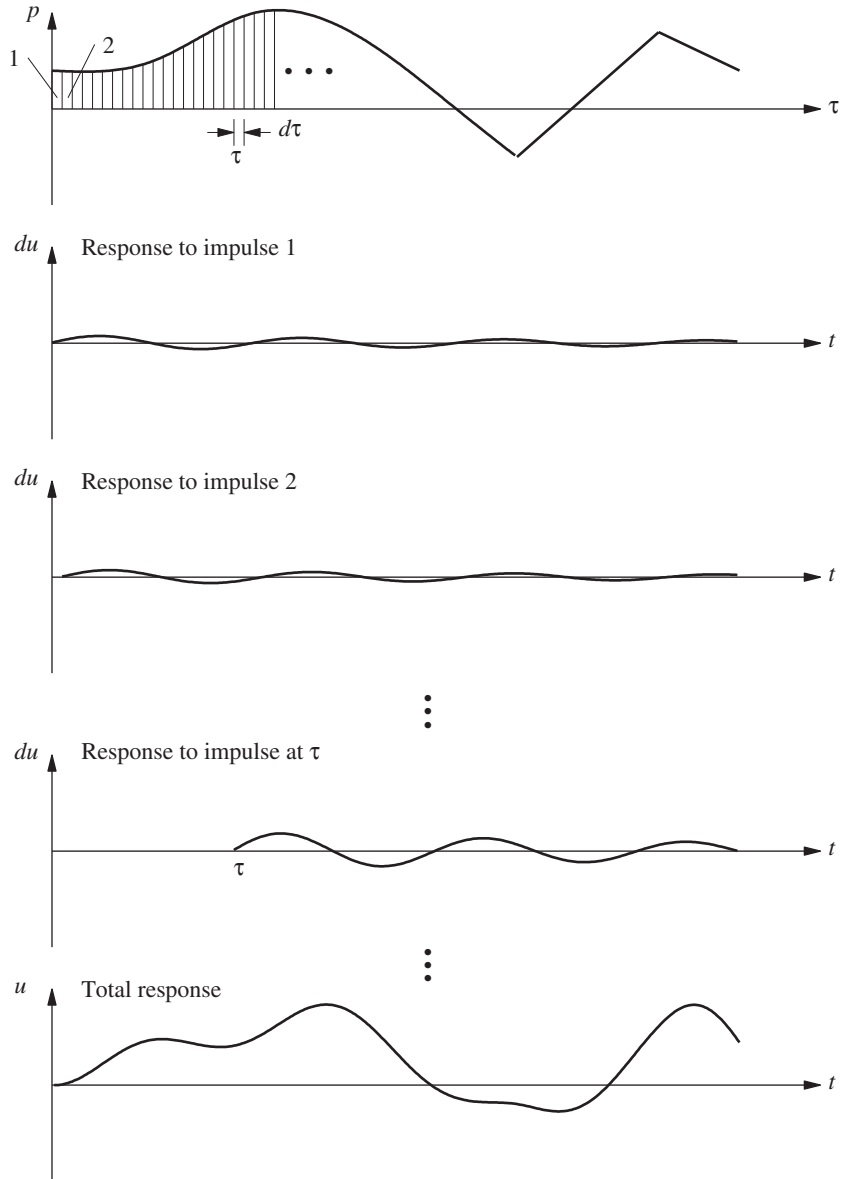 p
1
2
• • •
τ
dτ
τ
du
Response to impulse 1
t
du
Response to impulse 2
t
du
Response to impulse at τ
t
τ
u
Total response
t